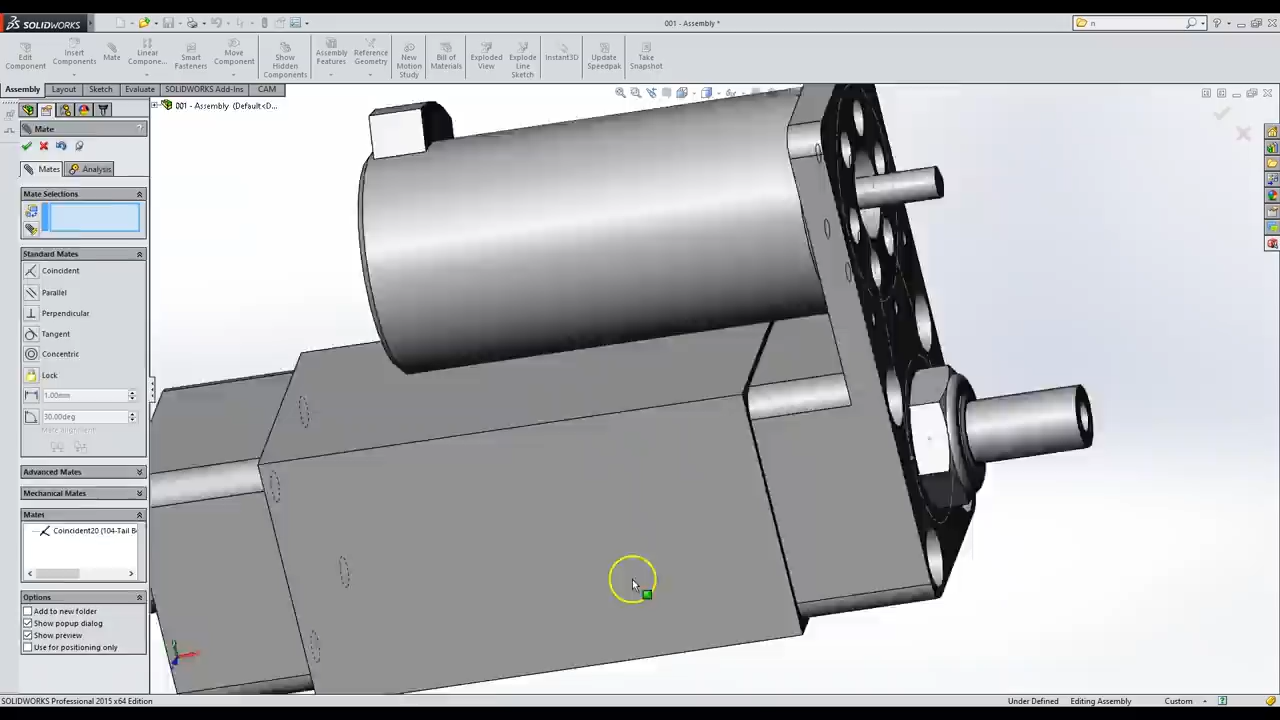 SOLIDWORKS
001 - Assembly *
n
Edit Component
Insert Components
Mate
Linear Compone...
Smart Fasteners
Move Component
Show Hidden Components
Assembly Features
Reference Geometry
New Motion Study
Bill of Materials
Exploded View
Explode Line Sketch
Instant3D
Update Speedpak
Take Snapshot
Assembly Layout Sketch Evaluate SOLIDWORKS Add-Ins CAM
001 - Assembly (Default<D...
Mate
?
Mates Analysis
Mate Selections
Standard Mates
Coincident
Parallel
Perpendicular
Tangent
Concentric
Lock
1.00mm
30.00deg
Mate alignment:
Advanced Mates
Mechanical Mates
Mates
Coincident20 (104-Tail B
Options
Add to new folder
Show popup dialog
Show preview
Use for positioning only
SOLIDWORKS Professional 2015 x64 Edition
Under Defined Editing Assembly Custom